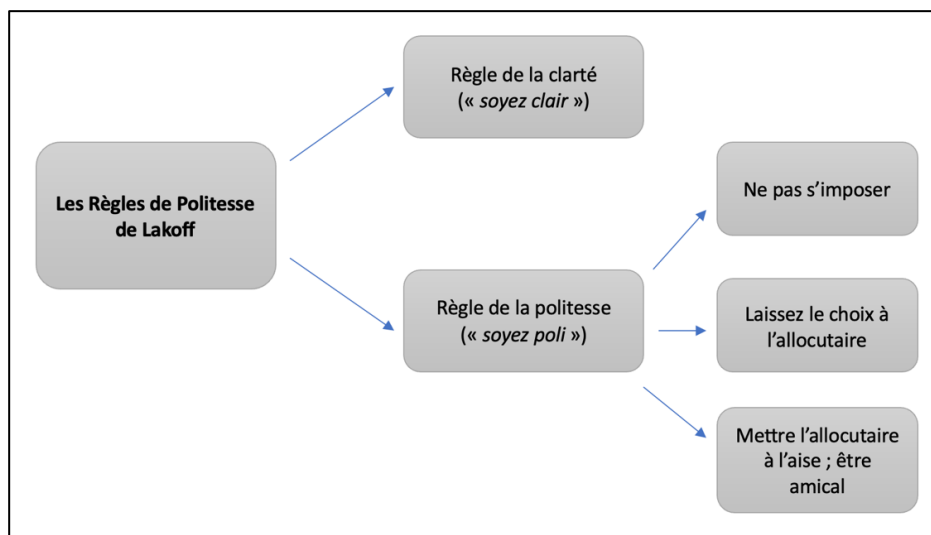 Règle de la clarté
(« soyez clair »)
Les Règles de Politesse
de Lakoff
Ne pas s’imposer
Règle de la politesse
(« soyez poli »)
Laissez le choix à
l’allocutaire
Mettre l’allocutaire
à l’aise ; être
amical